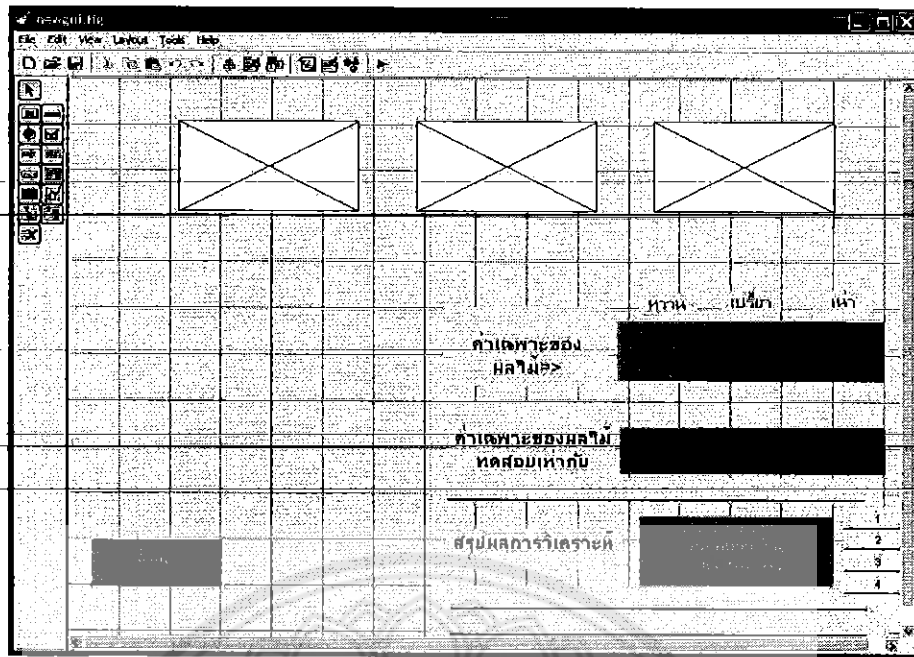 newgui.fig
File Edit View Layout Tools Help
หวาน เปรี้ยว เน่า
ค่าเฉพาะของ
ผลไม้=>
ค่าเฉพาะของผลไม้
ทดสอบเท่ากับ
สรุปผลการวิเคราะห์
1
2
3
4